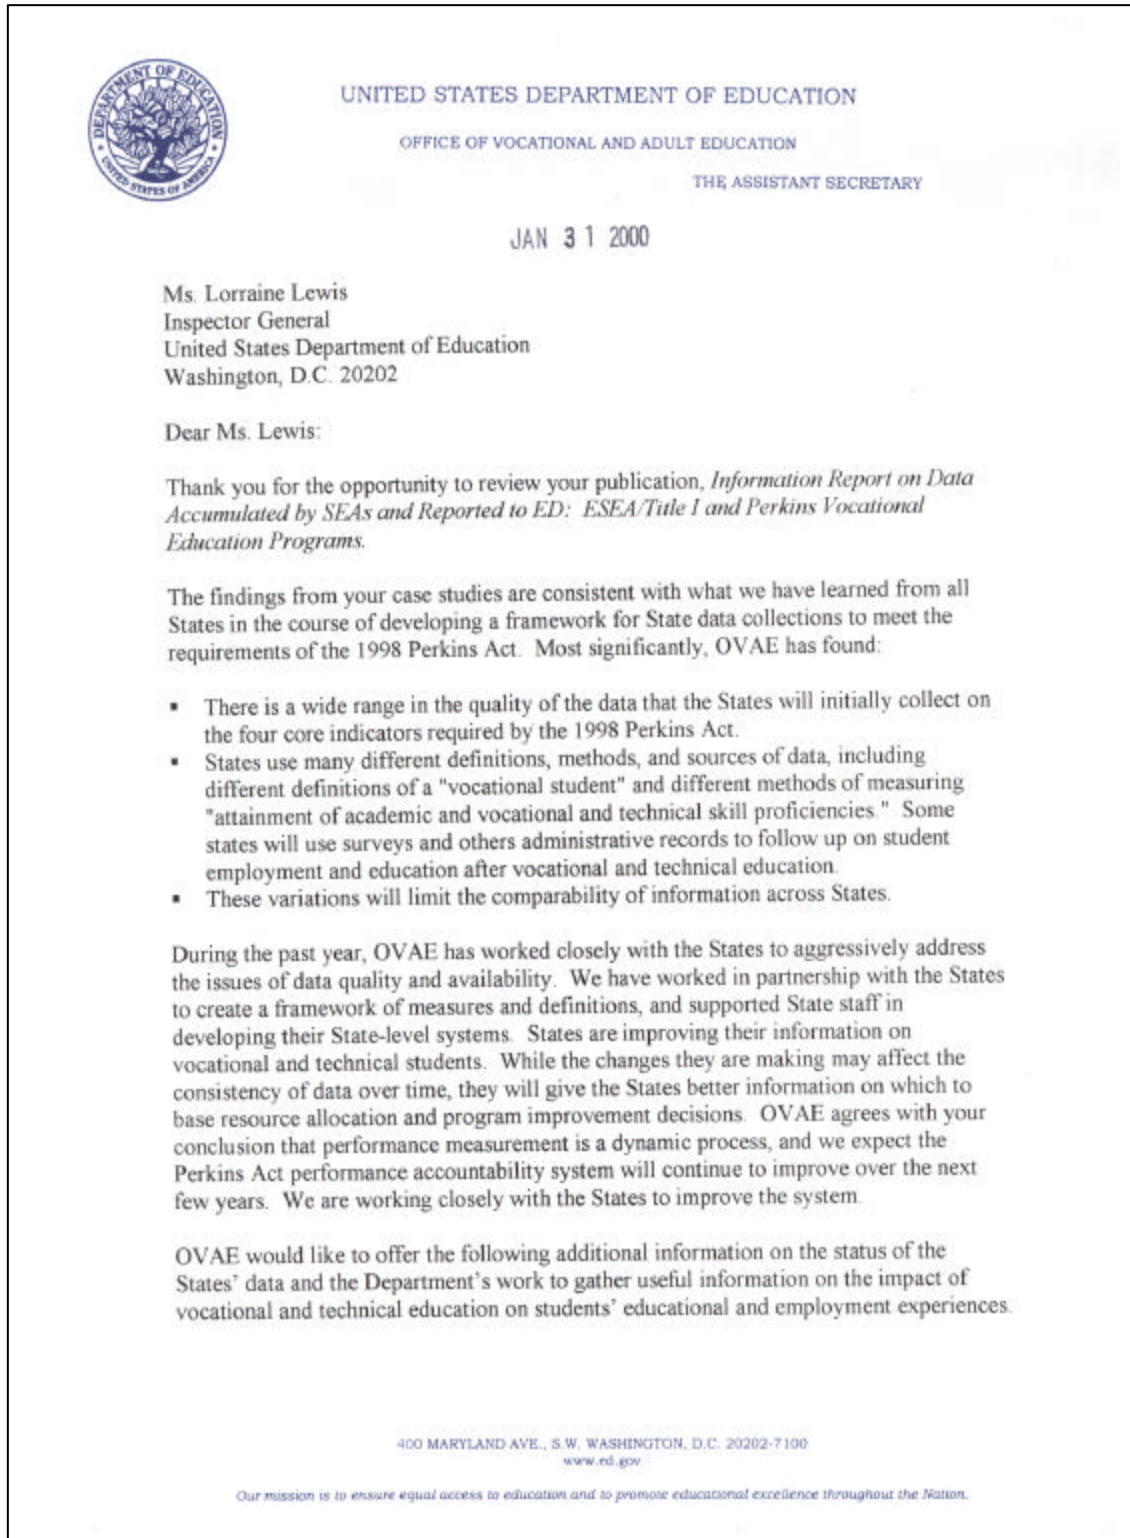 DEPARTMENT OF EDUCATION
UNITED STATES OF AMERICA
UNITED STATES DEPARTMENT OF EDUCATION
OFFICE OF VOCATIONAL AND ADULT EDUCATION
THE ASSISTANT SECRETARY
JAN 31 2000
Ms. Lorraine Lewis
Inspector General
United States Department of Education
Washington, D.C. 20202
Dear Ms. Lewis:
Thank you for the opportunity to review your publication, Information Report on Data
Accumulated by SEAs and Reported to ED: ESEA/Title I and Perkins Vocational
Education Programs.
The findings from your case studies are consistent with what we have learned from all
States in the course of developing a framework for State data collections to meet the
requirements of the 1998 Perkins Act. Most significantly, OVAE has found:
▪ There is a wide range in the quality of the data that the States will initially collect on
the four core indicators required by the 1998 Perkins Act.
▪ States use many different definitions, methods, and sources of data, including
different definitions of a "vocational student" and different methods of measuring
"attainment of academic and vocational and technical skill proficiencies." Some
states will use surveys and others administrative records to follow up on student
employment and education after vocational and technical education.
▪ These variations will limit the comparability of information across States.
During the past year, OVAE has worked closely with the States to aggressively address
the issues of data quality and availability. We have worked in partnership with the States
to create a framework of measures and definitions, and supported State staff in
developing their State-level systems. States are improving their information on
vocational and technical students. While the changes they are making may affect the
consistency of data over time, they will give the States better information on which to
base resource allocation and program improvement decisions. OVAE agrees with your
conclusion that performance measurement is a dynamic process, and we expect the
Perkins Act performance accountability system will continue to improve over the next
few years. We are working closely with the States to improve the system.
OVAE would like to offer the following additional information on the status of the
States' data and the Department's work to gather useful information on the impact of
vocational and technical education on students' educational and employment experiences.
400 MARYLAND AVE., S.W. WASHINGTON, D.C. 20202-7100
www.ed.gov
Our mission is to ensure equal access to education and to promote educational excellence throughout the Nation.